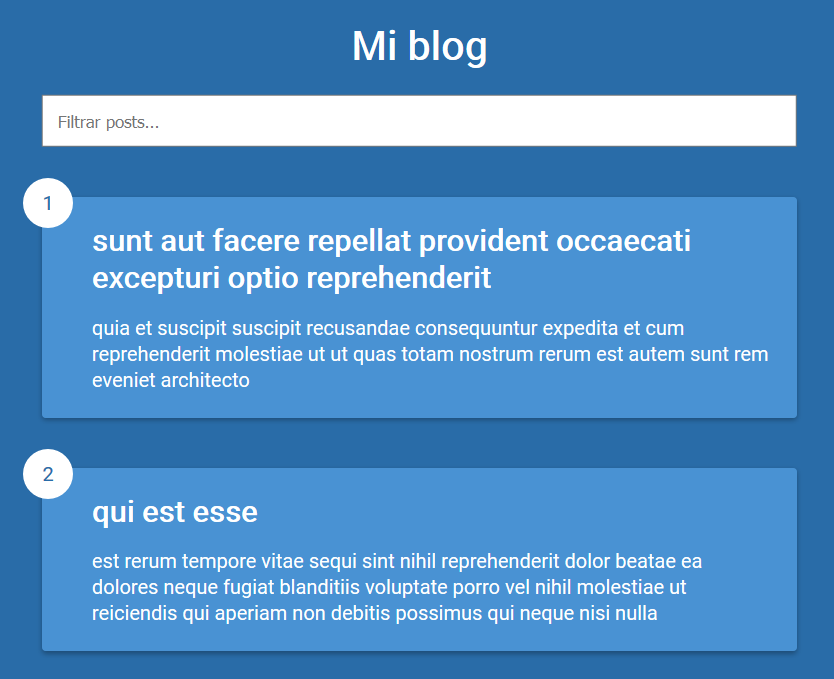 Mi blog
Filtrar posts...
1
sunt aut facere repellat provident occaecati
excepturi optio reprehenderit
quia et suscipit suscipit recusandae consequuntur expedita et cum
reprehenderit molestiae ut ut quas totam nostrum rerum est autem sunt rem
eveniet architecto
2
qui est esse
est rerum tempore vitae sequi sint nihil reprehenderit dolor beatae ea
dolores neque fugiat blanditiis voluptate porro vel nihil molestiae ut
reiciendis qui aperiam non debitis possimus qui neque nisi nulla